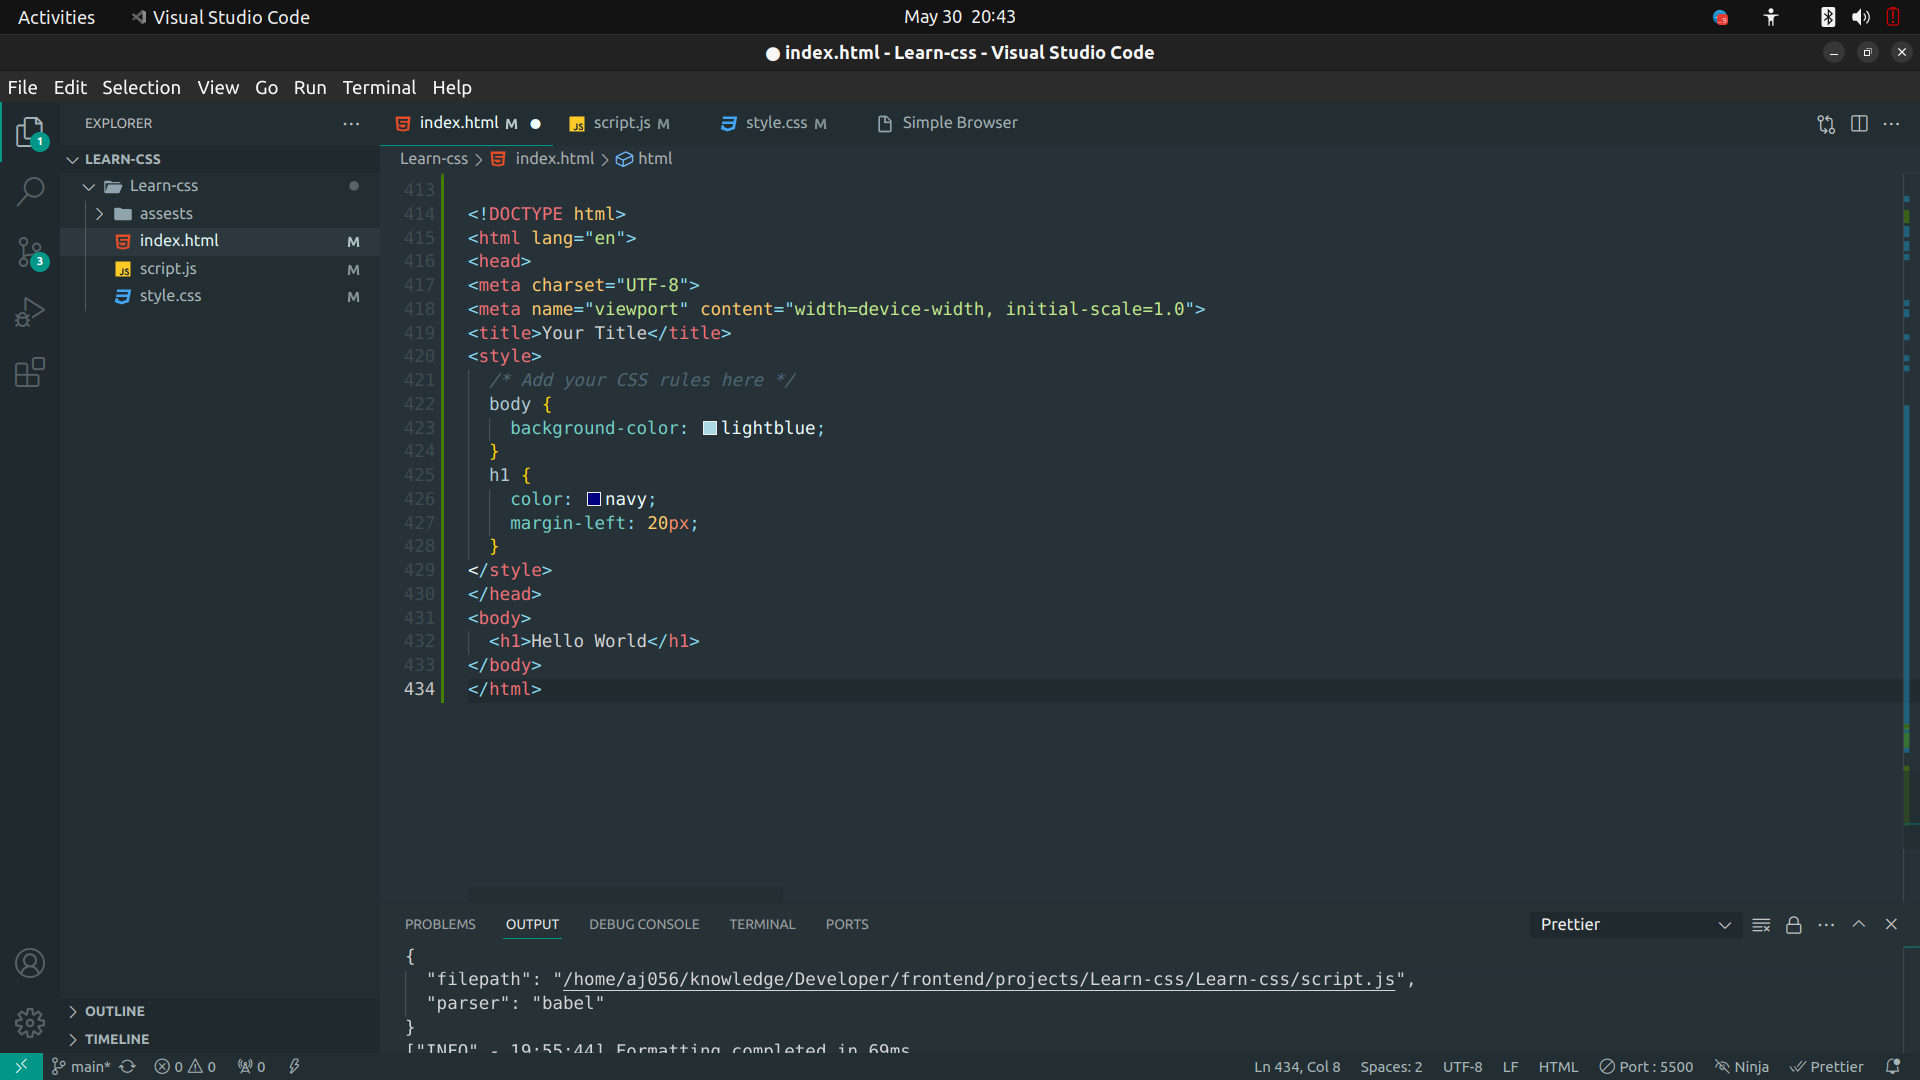 Activities
Visual Studio Code
May 30 20:43
● index.html - Learn-css - Visual Studio Code
File Edit Selection View Go Run Terminal Help
1
3
EXPLORER
LEARN-CSS
Learn-css
assests
index.html M
script.js M
style.css M
OUTLINE
TIMELINE
index.html M ●
script.js M
style.css M
Simple Browser
Learn-css > index.html > html
413
414 <!DOCTYPE html>
415 <html lang="en">
416 <head>
417 <meta charset="UTF-8">
418 <meta name="viewport" content="width=device-width, initial-scale=1.0">
419 <title>Your Title</title>
420 <style>
421 /* Add your CSS rules here */
422 body {
423 background-color: lightblue;
424 }
425 h1 {
426 color: navy;
427 margin-left: 20px;
428 }
429 </style>
430 </head>
431 <body>
432 <h1>Hello World</h1>
433 </body>
434 </html>
PROBLEMS OUTPUT DEBUG CONSOLE TERMINAL PORTS
Prettier
{
"filepath": "/home/aj056/knowledge/Developer/frontend/projects/Learn-css/Learn-css/script.js",
"parser": "babel"
}
["INFO" - 19:55:44] Formatting completed in 69ms
main* 0 0 0
Ln 434, Col 8 Spaces: 2 UTF-8 LF HTML Port : 5500 Ninja Prettier